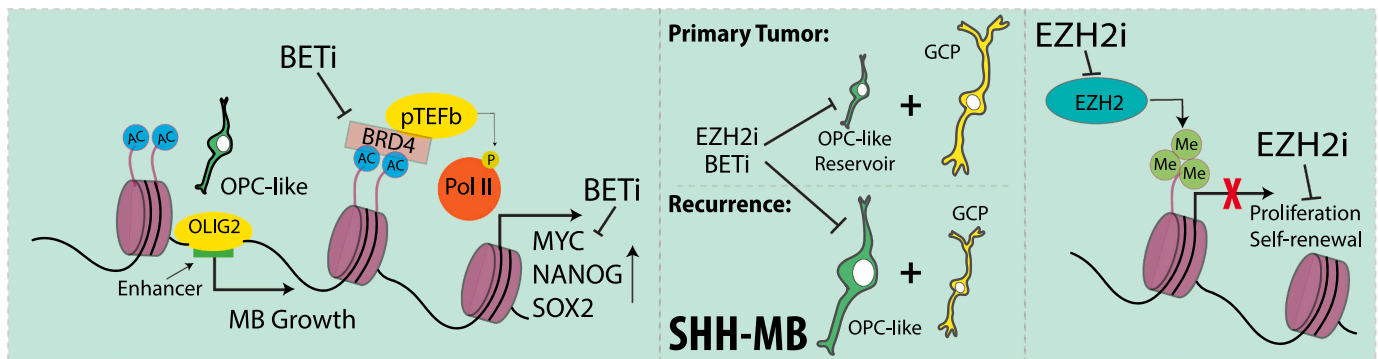 BETi
AC AC
OPC-like
OLIG2
Enhancer
MB Growth
pTEFb
BRD4
AC AC
P
Pol II
BETi
MYC
NANOG
SOX2
Primary Tumor:
GCP
EZH2i
BETi
OPC-like
Reservoir
+
Recurrence:
GCP
+
OPC-like
SHH-MB
EZH2i
EZH2
Me
Me Me
X
EZH2i
Proliferation
Self-renewal